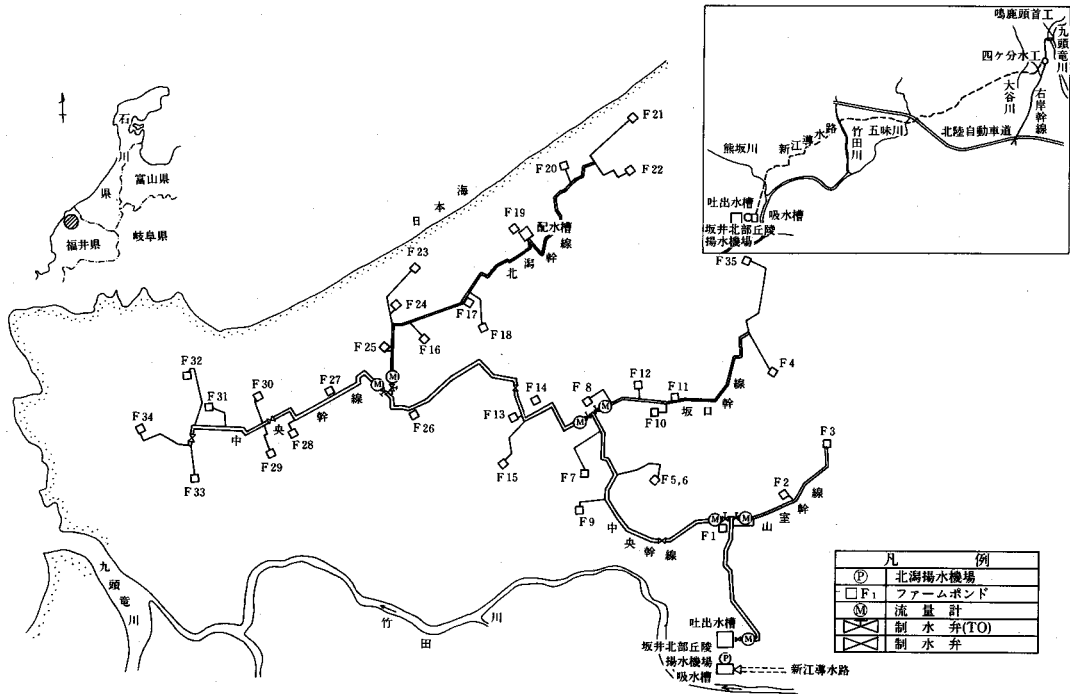 石
川
県
富山県
岐阜県
福井県
日本海
F21
F22
F20
F19
配水槽
北潟幹線
F17
F18
F23
F24
F16
F25
F32
F31
F30
F27
F34
F33
F29
F28
中央幹線
F26
F13
F14
F15
F8
F12
F11
F10
坂口幹線
F35
F4
F7
F5,6
F9
中央幹線
F1
F2
F3
山室幹線
九頭竜川
竹田川
吐出水槽
坂井北部丘陵
揚水機場
吸水槽
新江導水路
M
M
M
M
M
M
M
P
鳴鹿頭首工
九頭竜川
四ケ分水工
大谷川
右岸幹線
北陸自動車道
五味川
竹田川
新江導水路
熊坂川
吐出水槽
吸水槽
坂井北部丘陵
揚水機場
凡 例
P 北潟揚水機場
F1 ファームポンド
M 流量計
制水弁(TO)
制水弁